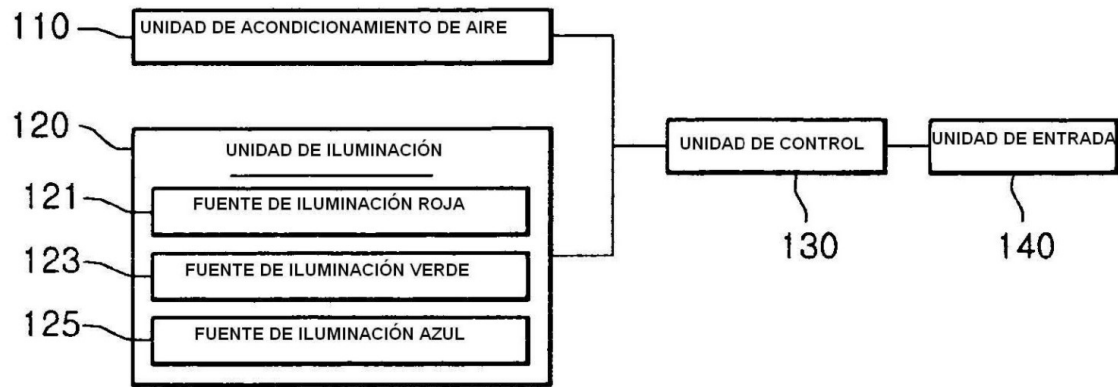 110 UNIDAD DE ACONDICIONAMIENTO DE AIRE
120 UNIDAD DE ILUMINACIÓN
121 FUENTE DE ILUMINACIÓN ROJA
123 FUENTE DE ILUMINACIÓN VERDE
125 FUENTE DE ILUMINACIÓN AZUL
UNIDAD DE CONTROL
130
UNIDAD DE ENTRADA
140